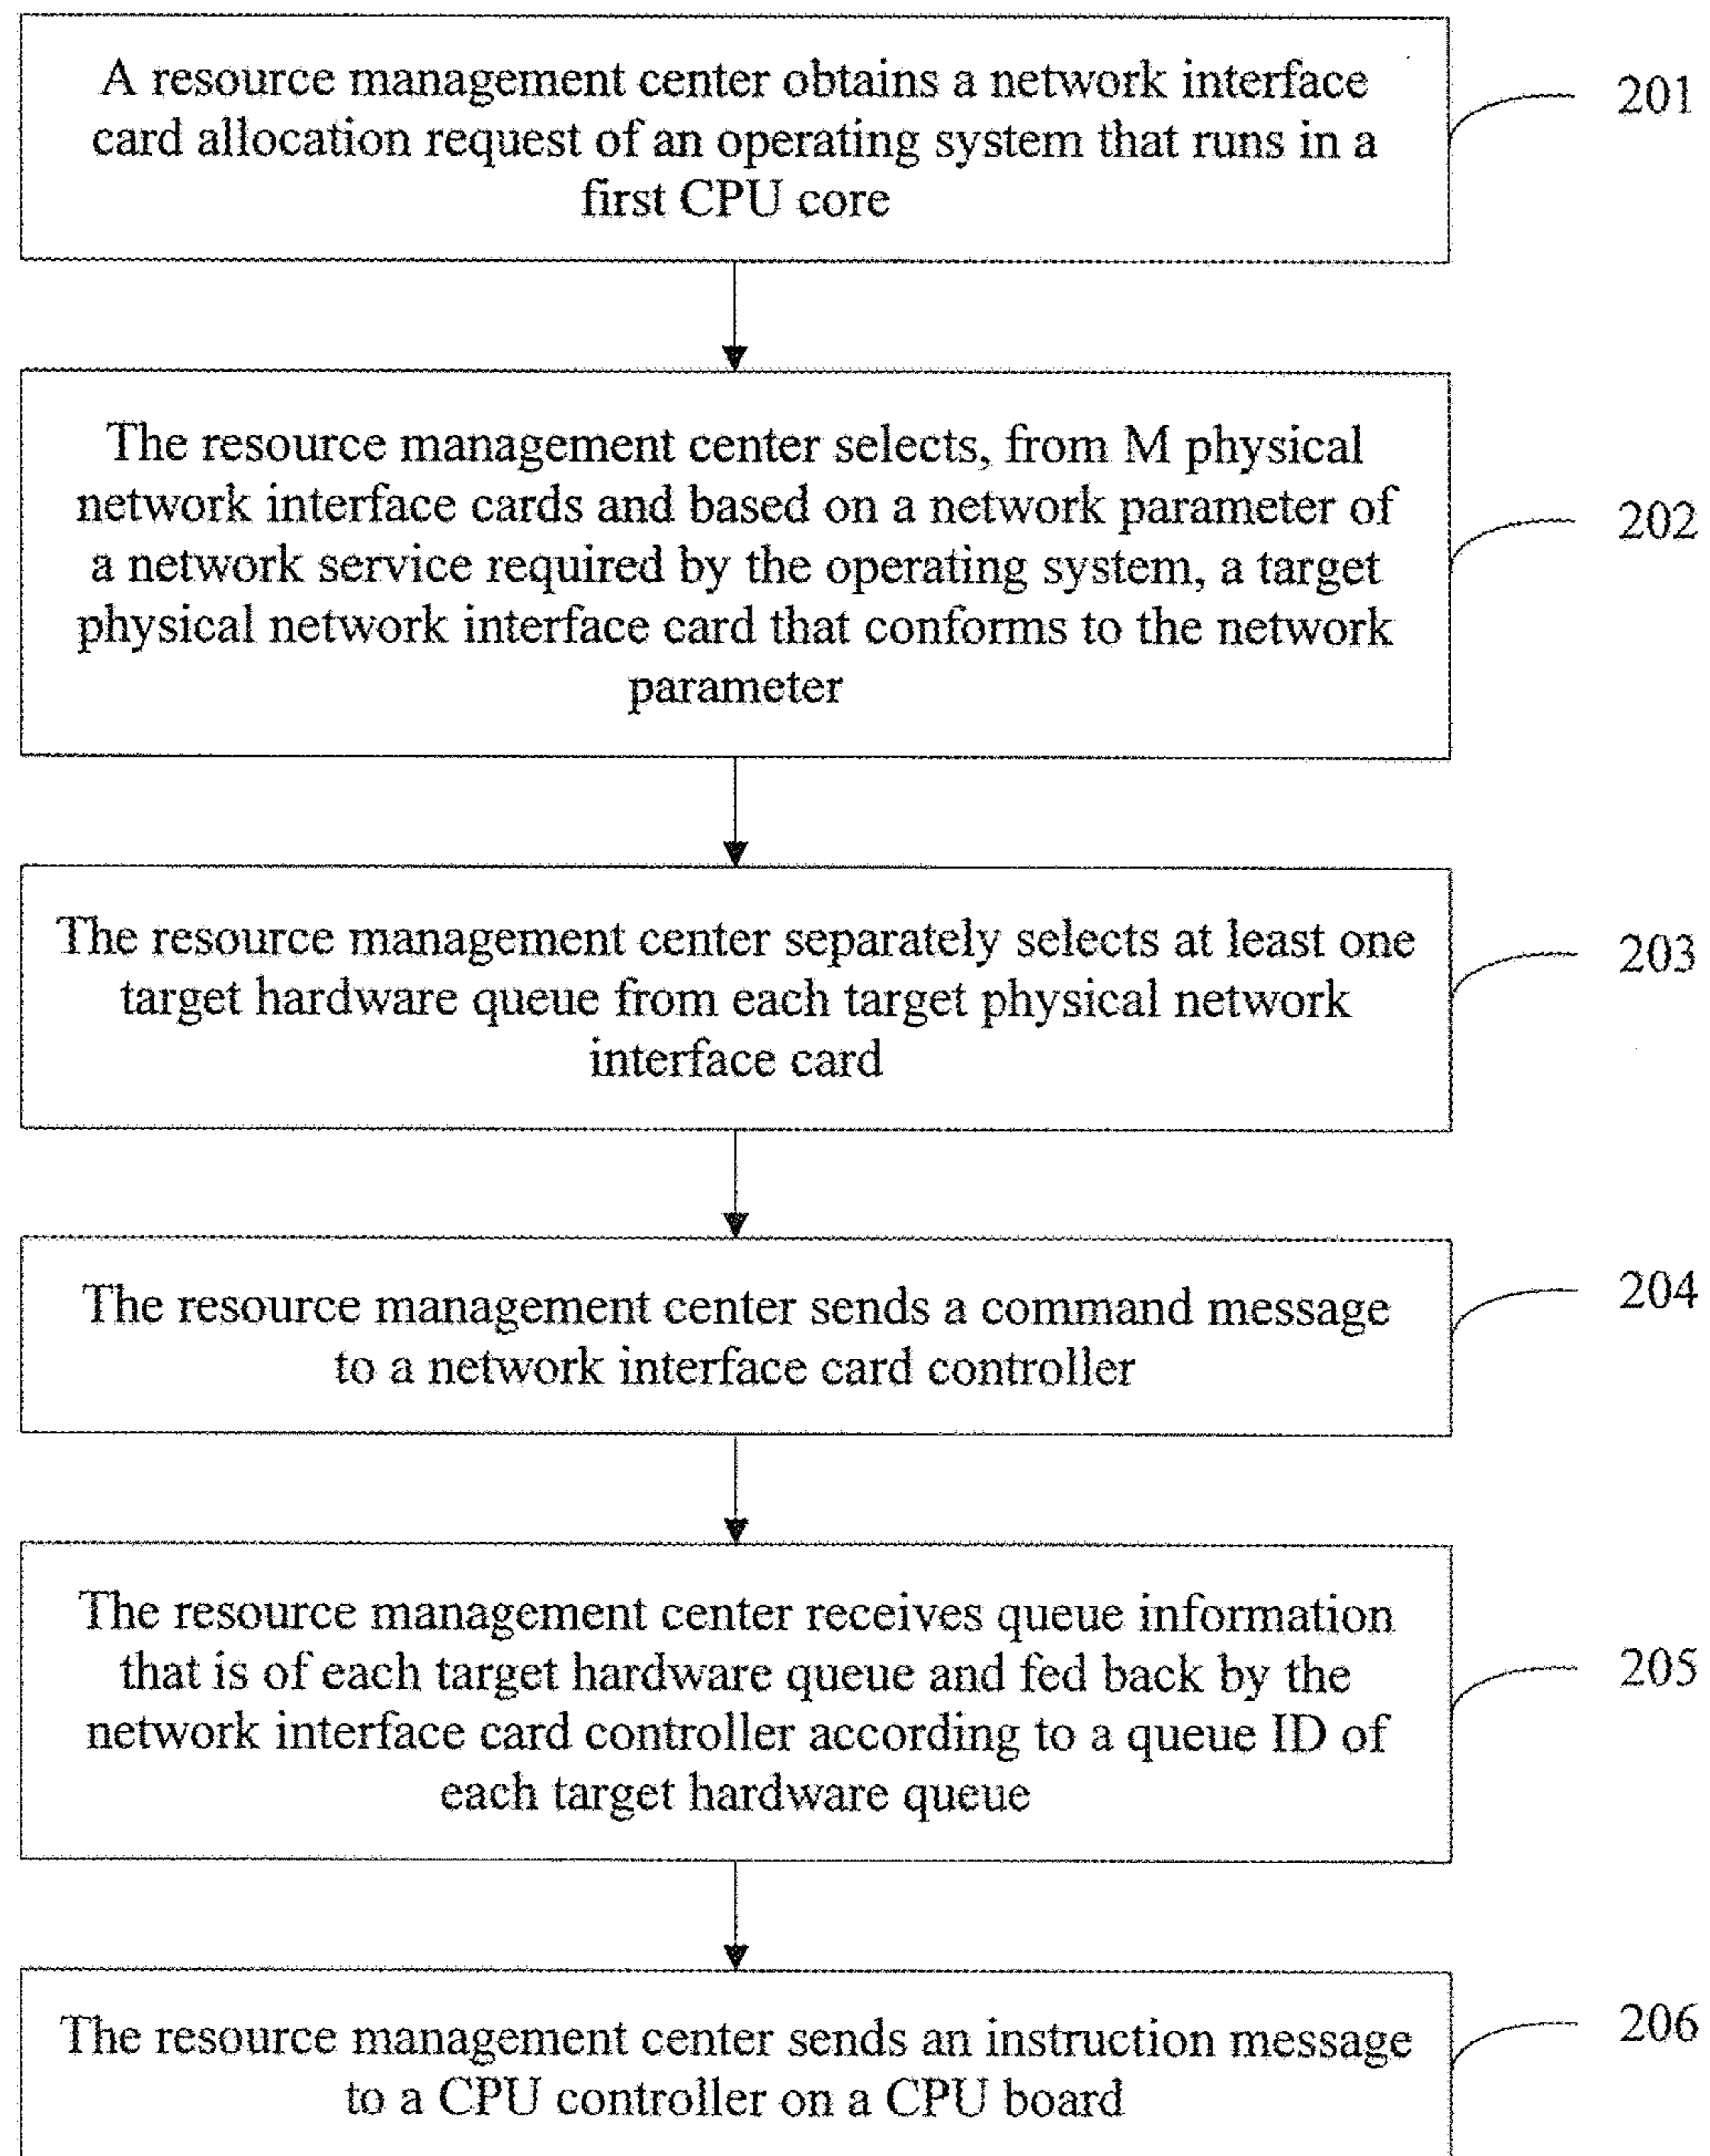 A resource management center obtains a network interface
card allocation request of an operating system that runs in a
first CPU core
201
The resource management center selects, from M physical
network interface cards and based on a network parameter of
a network service required by the operating system, a target
physical network interface card that conforms to the network
parameter
202
The resource management center separately selects at least one
target hardware queue from each target physical network
interface card
203
The resource management center sends a command message
to a network interface card controller
204
The resource management center receives queue information
that is of each target hardware queue and fed back by the
network interface card controller according to a queue ID of
each target hardware queue
205
The resource management center sends an instruction message
to a CPU controller on a CPU board
206